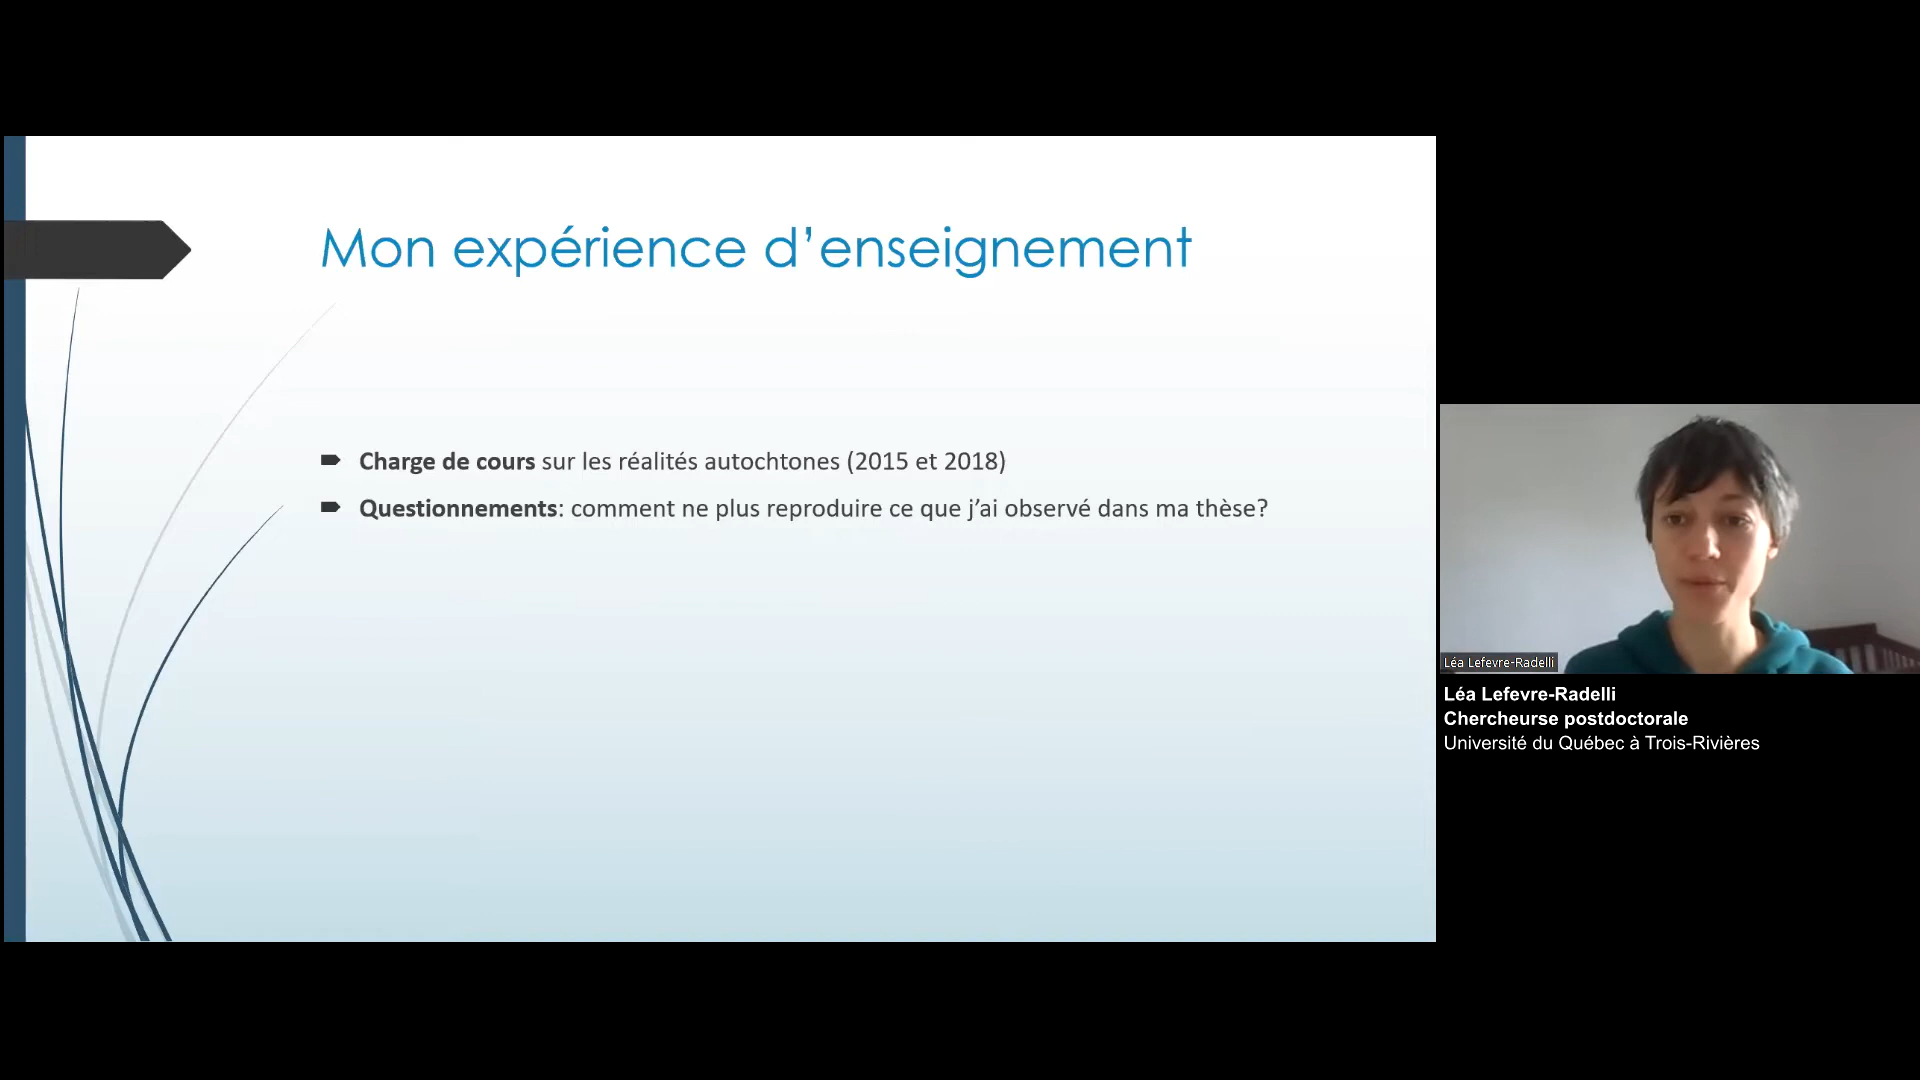 Mon expérience d’enseignement
Charge de cours sur les réalités autochtones (2015 et 2018)
Questionnements: comment ne plus reproduire ce que j’ai observé dans ma thèse?
Léa Lefevre-Radelli
Léa Lefevre-Radelli
Chercheurse postdoctorale
Université du Québec à Trois-Rivières